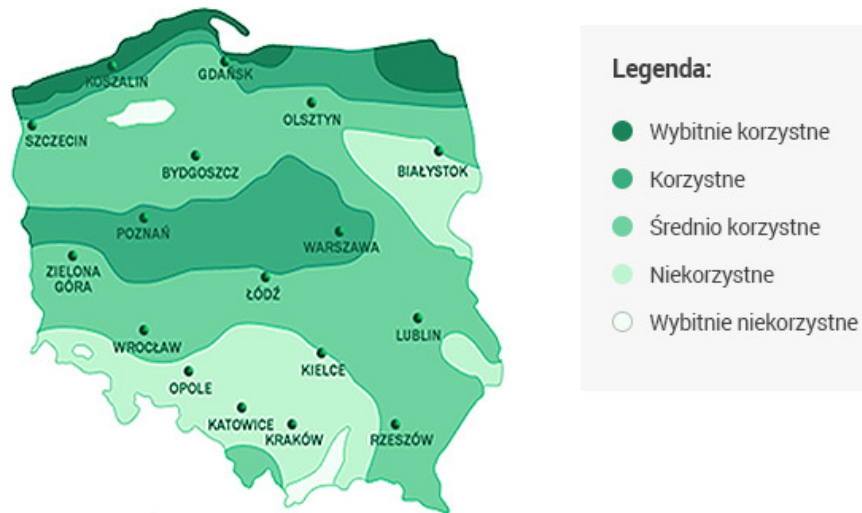 KOSZALIN
GDAŃSK
OLSZTYN
SZCZECIN
BYDGOSZCZ
BIAŁYSTOK
POZNAŃ
WARSZAWA
ZIELONA
GÓRA
ŁÓDŹ
WROCŁAW
LUBLIN
KIELCE
OPOLE
KATOWICE
KRAKÓW
RZESZÓW
Legenda:
Wybitnie korzystne
Korzystne
Średnio korzystne
Niekorzystne
Wybitnie niekorzystne